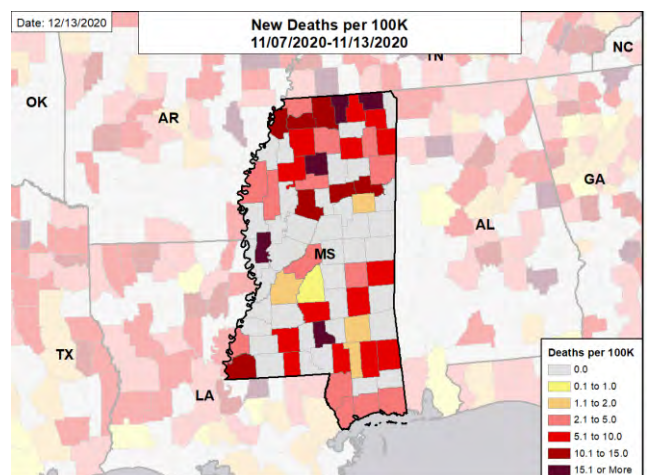 Date: 12/13/2020
New Deaths per 100K
11/07/2020-11/13/2020
TN
NC
OK
AR
GA
AL
MS
TX
LA
Deaths per 100K
0.0
0.1 to 1.0
1.1 to 2.0
2.1 to 5.0
5.1 to 10.0
10.1 to 15.0
15.1 or More